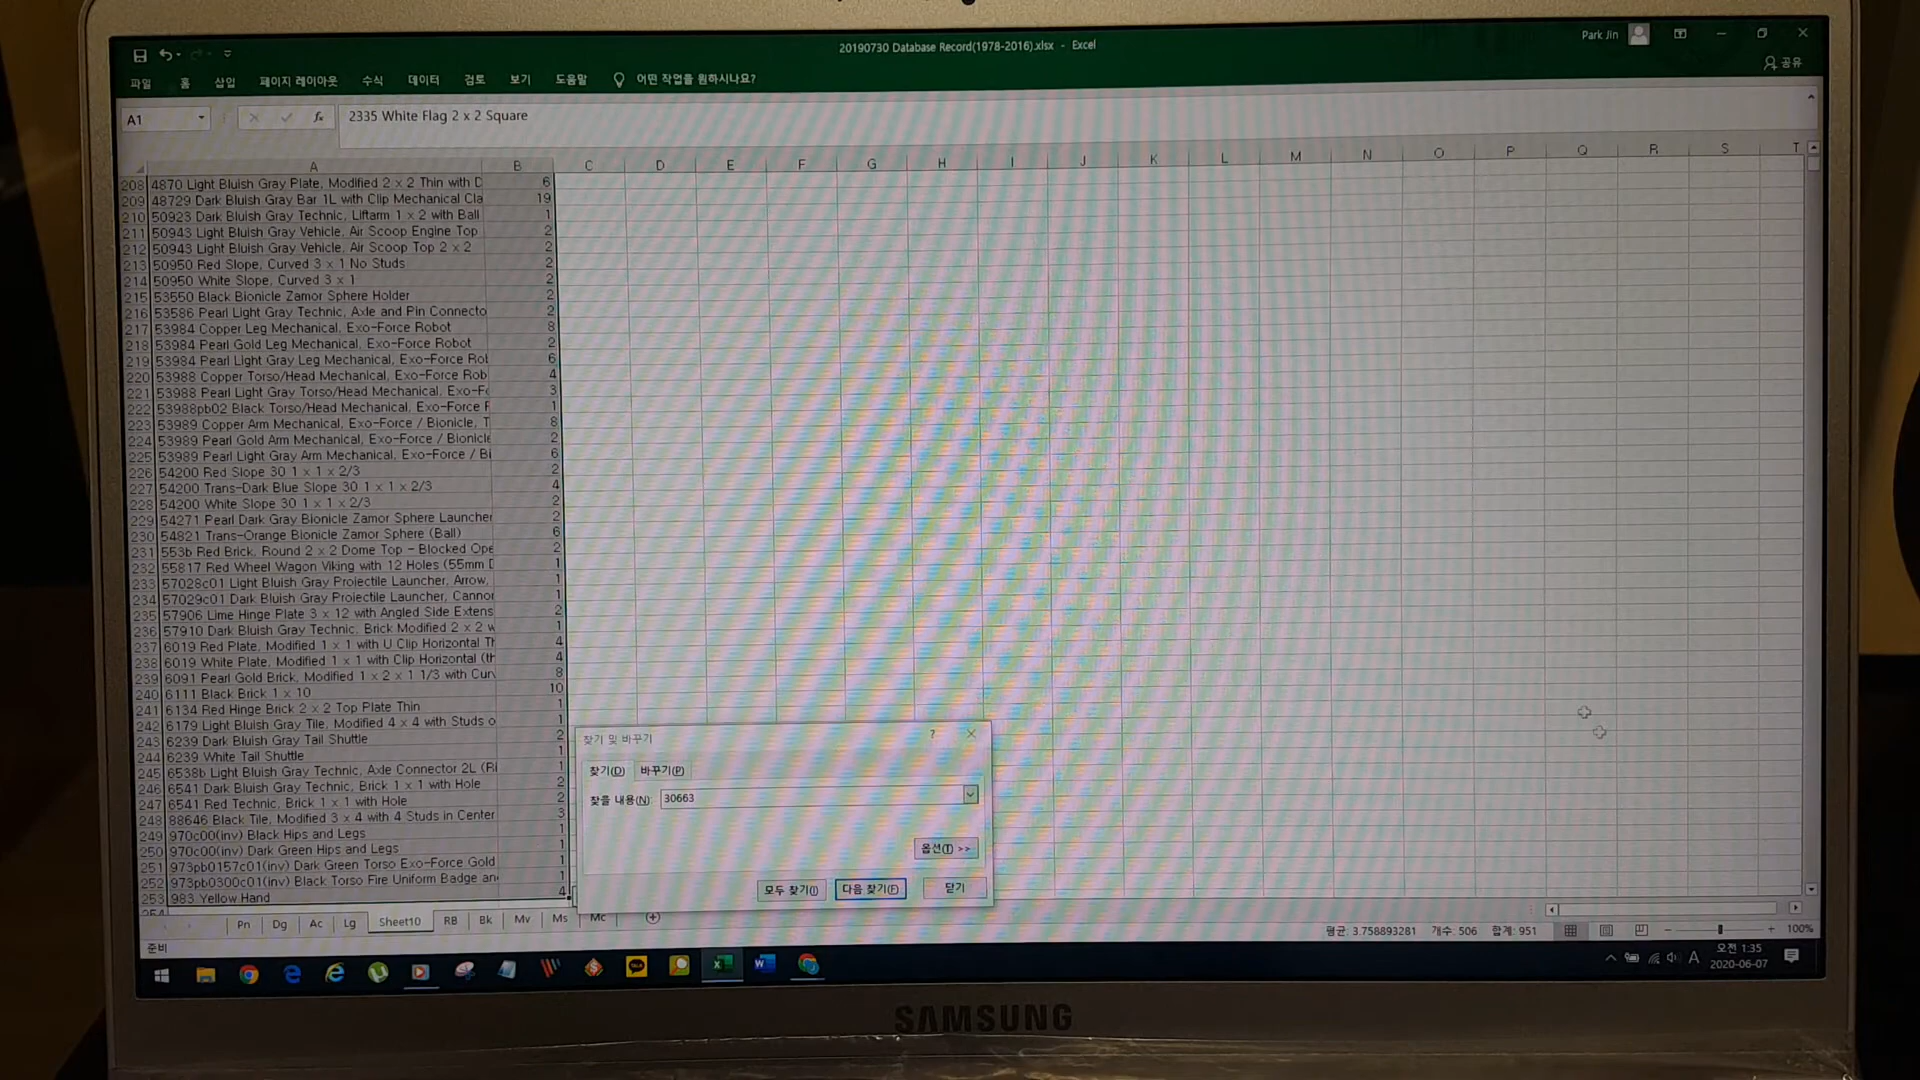 20190730 Database Record(1978-2016).xlsx - Excel
Park Jin
파일 홈 삽입 페이지 레이아웃 수식 데이터 검토 보기 도움말 어떤 작업을 원하시나요?
공유
A1 fx 2335 White Flag 2 x 2 Square
A B C D E F G H I J K L M N O P Q R S T
208 4870 Light Bluish Gray Plate, Modified 2 x 2 Thin with D 6
209 48729 Dark Bluish Gray Bar 1L with Clip Mechanical Cla 19
210 50923 Dark Bluish Gray Technic, Liftarm 1 x 2 with Ball 1
211 50943 Light Bluish Gray Vehicle, Air Scoop Engine Top 2
212 50943 Light Bluish Gray Vehicle, Air Scoop Top 2 x 2 2
213 50950 Red Slope, Curved 3 x 1 No Studs 2
214 50950 White Slope, Curved 3 x 1 2
215 53550 Black Bionicle Zamor Sphere Holder 2
216 53586 Pearl Light Gray Technic, Axle and Pin Connecto 2
217 53984 Copper Leg Mechanical, Exo-Force Robot 8
218 53984 Pearl Gold Leg Mechanical, Exo-Force Robot 2
219 53984 Pearl Light Gray Leg Mechanical, Exo-Force Rol 6
220 53988 Copper Torso/Head Mechanical, Exo-Force Rob 4
221 53988 Pearl Light Gray Torso/Head Mechanical, Exo-Fo 3
222 53988pb02 Black Torso/Head Mechanical, Exo-Force F 1
223 53989 Copper Arm Mechanical, Exo-Force / Bionicle, T 8
224 53989 Pearl Gold Arm Mechanical, Exo-Force / Bionicle 2
225 53989 Pearl Light Gray Arm Mechanical, Exo-Force / Bi 6
226 54200 Red Slope 30 1 x 1 x 2/3 2
227 54200 Trans-Dark Blue Slope 30 1 x 1 x 2/3 4
228 54200 White Slope 30 1 x 1 x 2/3 2
229 54271 Pearl Dark Gray Bionicle Zamor Sphere Launcher 2
230 54821 Trans-Orange Bionicle Zamor Sphere (Ball) 6
231 553b Red Brick, Round 2 x 2 Dome Top - Blocked Ope 2
232 55817 Red Wheel Wagon Viking with 12 Holes (55mm D 1
233 57028c01 Light Bluish Gray Projectile Launcher, Arrow, 1
234 57029c01 Dark Bluish Gray Projectile Launcher, Cannon 1
235 57906 Lime Hinge Plate 3 x 12 with Angled Side Extens 2
236 57910 Dark Bluish Gray Technic, Brick Modified 2 x 2 w 1
237 6019 Red Plate, Modified 1 x 1 with U Clip Horizontal Th 4
238 6019 White Plate, Modified 1 x 1 with Clip Horizontal (th 4
239 6091 Pearl Gold Brick, Modified 1 x 2 x 1 1/3 with Curv 8
240 6111 Black Brick 1 x 10 10
241 6134 Red Hinge Brick 2 x 2 Top Plate Thin 1
242 6179 Light Bluish Gray Tile, Modified 4 x 4 with Studs o 1
243 6239 Dark Bluish Gray Tail Shuttle 2
244 6239 White Tail Shuttle 1
245 6538b Light Bluish Gray Technic, Axle Connector 2L (Ri 1
246 6541 Dark Bluish Gray Technic, Brick 1 x 1 with Hole 2
247 6541 Red Technic, Brick 1 x 1 with Hole 2
248 88646 Black Tile, Modified 3 x 4 with 4 Studs in Center 3
249 970c00(inv) Black Hips and Legs 1
250 970c00(inv) Dark Green Hips and Legs 1
251 973pb0157c01(inv) Dark Green Torso Exo-Force Gold 1
252 973pb0300c01(inv) Black Torso Fire Uniform Badge and 1
253 983 Yellow Hand 4
254
찾기 및 바꾸기 ?
찾기(D) 바꾸기(P)
찾을 내용(N): 30663
옵션(T) >>
모두 찾기(I) 다음 찾기(F) 닫기
Pn Dg Ac Lg Sheet10 RB Bk Mv Ms Mc
준비
평균: 3.758893281 개수: 506 합계: 951 100%
A
오전 1:35
2020-06-07
TALK
SAMSUNG